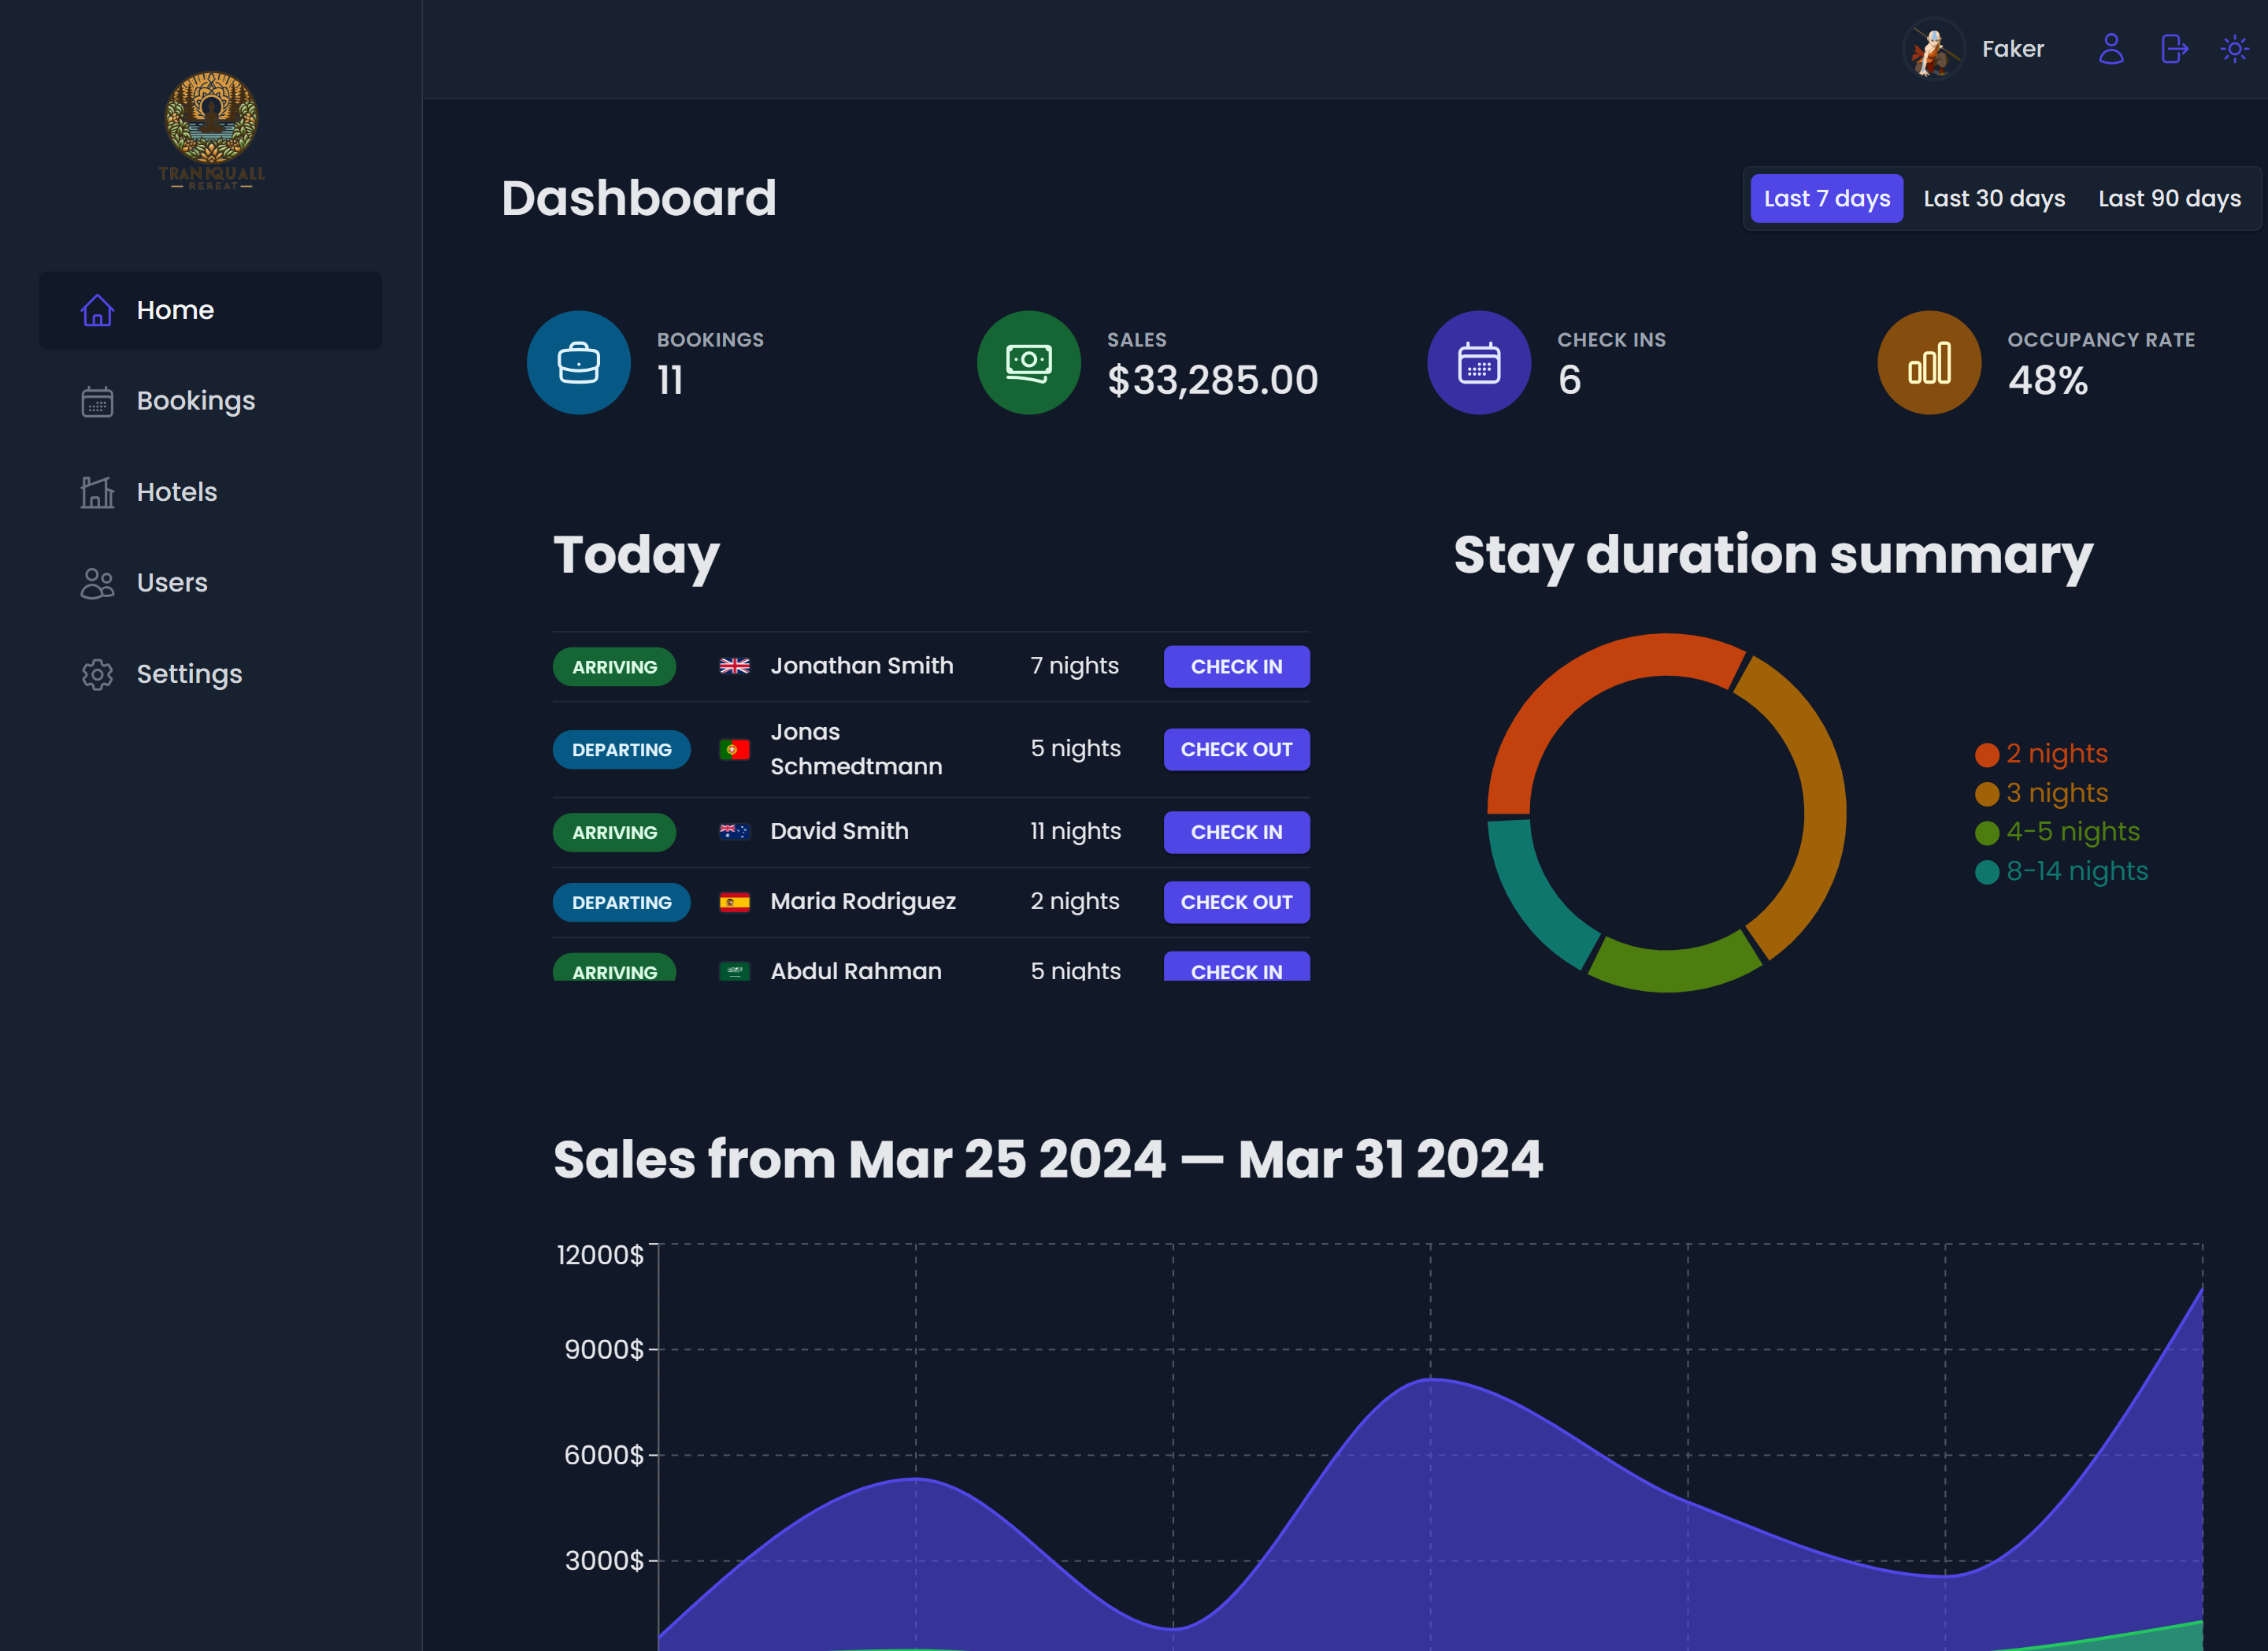 TRANIQUALL
REREAT
Home
Bookings
Hotels
Users
Settings
Faker
Dashboard
Last 7 days Last 30 days Last 90 days
BOOKINGS
11
SALES
$33,285.00
CHECK INS
6
OCCUPANCY RATE
48%
Today
ARRIVING Jonathan Smith 7 nights CHECK IN
DEPARTING Jonas
Schmedtmann 5 nights CHECK OUT
ARRIVING David Smith 11 nights CHECK IN
DEPARTING Maria Rodriguez 2 nights CHECK OUT
ARRIVING Abdul Rahman 5 nights CHECK IN
Stay duration summary
2 nights
3 nights
4-5 nights
8-14 nights
Sales from Mar 25 2024 — Mar 31 2024
12000$
9000$
6000$
3000$